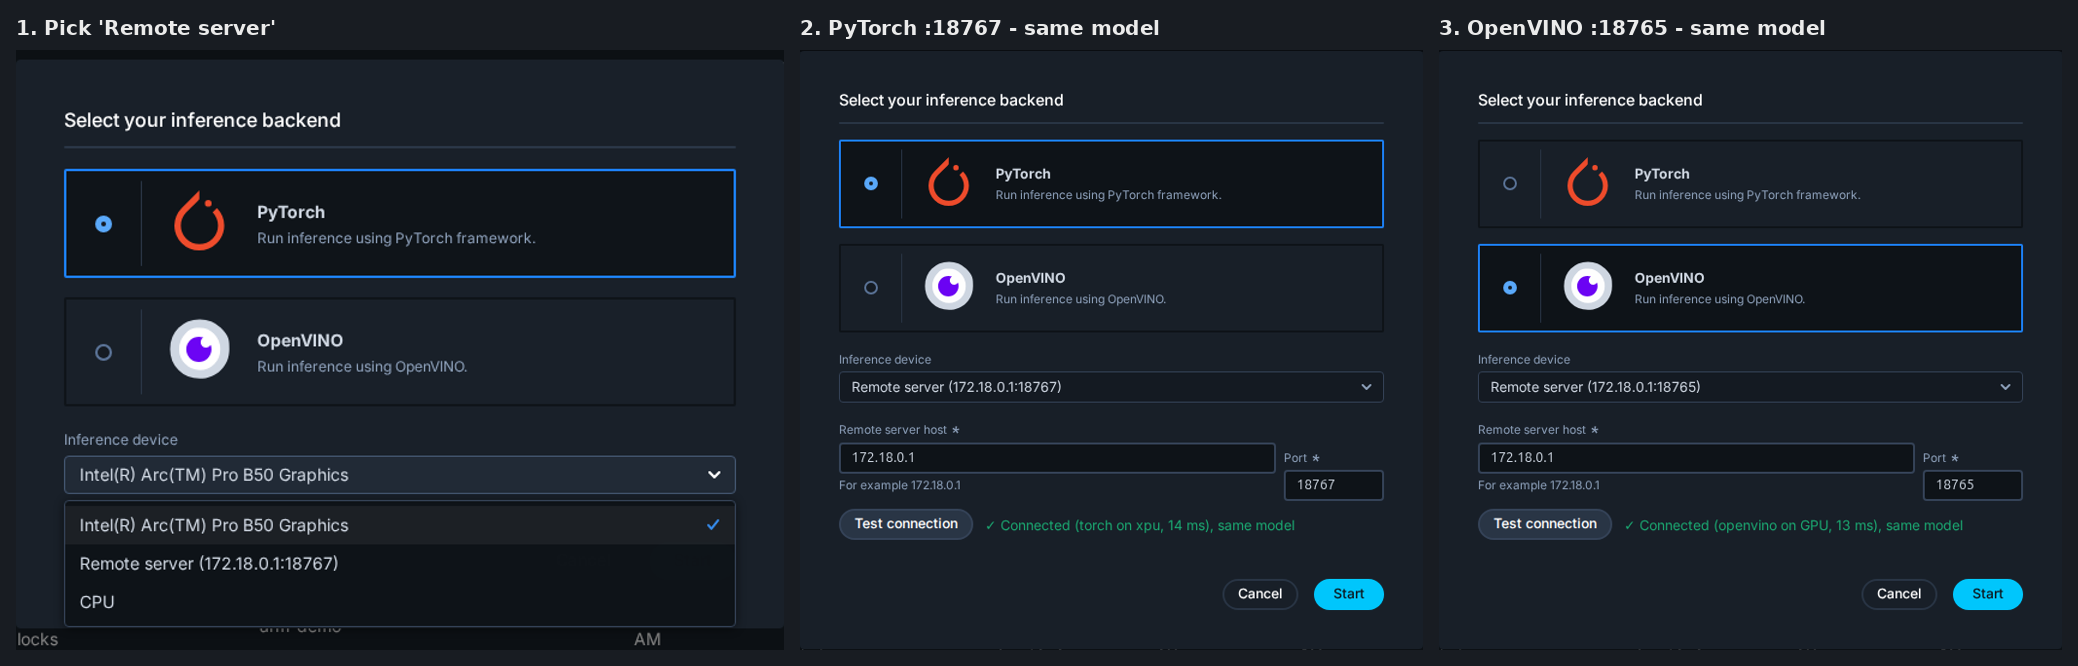 1. Pick 'Remote server'
Select your inference backend
PyTorch
Run inference using PyTorch framework.
OpenVINO
Run inference using OpenVINO.
Inference device
Intel(R) Arc(TM) Pro B50 Graphics
Intel(R) Arc(TM) Pro B50 Graphics
Remote server (172.18.0.1:18767)
CPU
arm-demo
locks
AM
2. PyTorch :18767 - same model
Select your inference backend
PyTorch
Run inference using PyTorch framework.
OpenVINO
Run inference using OpenVINO.
Inference device
Remote server (172.18.0.1:18767)
Remote server host *
172.18.0.1
Port *
18767
For example 172.18.0.1
Test connection
✓ Connected (torch on xpu, 14 ms), same model
Cancel
Start
3. OpenVINO :18765 - same model
Select your inference backend
PyTorch
Run inference using PyTorch framework.
OpenVINO
Run inference using OpenVINO.
Inference device
Remote server (172.18.0.1:18765)
Remote server host *
172.18.0.1
Port *
18765
For example 172.18.0.1
Test connection
✓ Connected (openvino on GPU, 13 ms), same model
Cancel
Start